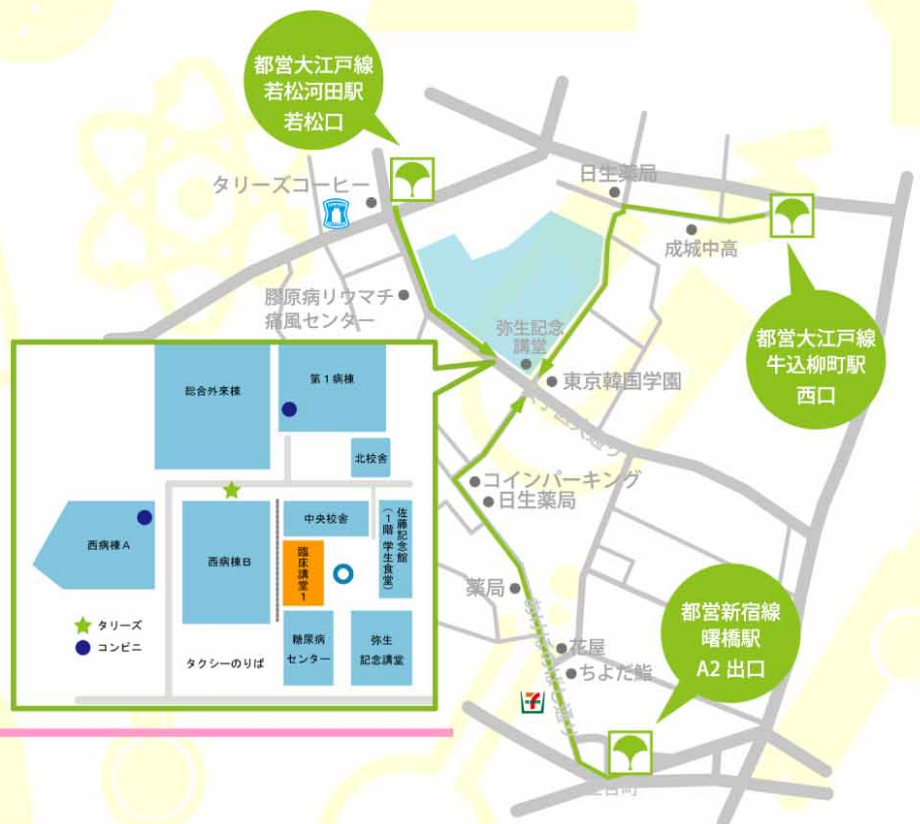 都営大江戸線
若松河田駅
若松口
タリーズコーヒー
日生薬局
成城中高
膠原病リウマチ
痛風センター
都営大江戸線
牛込柳町駅
西口
弥生記念
講堂
東京韓国学園
コインパーキング
日生薬局
薬局
花屋
ちよだ鮨
7
都営新宿線
曙橋駅
A2 出口
総合外来棟
第1病棟
北校舎
中央校舎
佐藤記念館
(1階 学生食堂)
西病棟A
西病棟B
臨床講堂1
タリーズ
コンビニ
タクシーのりば
糖尿病
センター
弥生
記念講堂